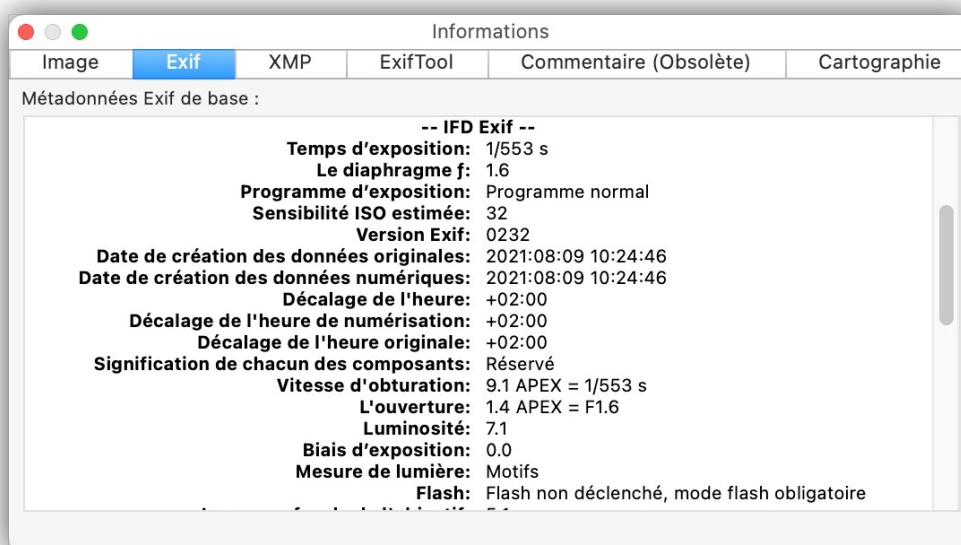 Informations
Image Exif XMP ExifTool Commentaire (Obsolète) Cartographie
Métadonnées Exif de base :
-- IFD Exif --
Temps d'exposition: 1/553 s
Le diaphragme ƒ: 1.6
Programme d’exposition: Programme normal
Sensibilité ISO estimée: 32
Version Exif: 0232
Date de création des données originales: 2021:08:09 10:24:46
Date de création des données numériques: 2021:08:09 10:24:46
Décalage de l'heure: +02:00
Décalage de l'heure de numérisation: +02:00
Décalage de l'heure originale: +02:00
Signification de chacun des composants: Réservé
Vitesse d'obturation: 9.1 APEX = 1/553 s
L'ouverture: 1.4 APEX = F1.6
Luminosité: 7.1
Biais d’exposition: 0.0
Mesure de lumière: Motifs
Flash: Flash non déclenché, mode flash obligatoire